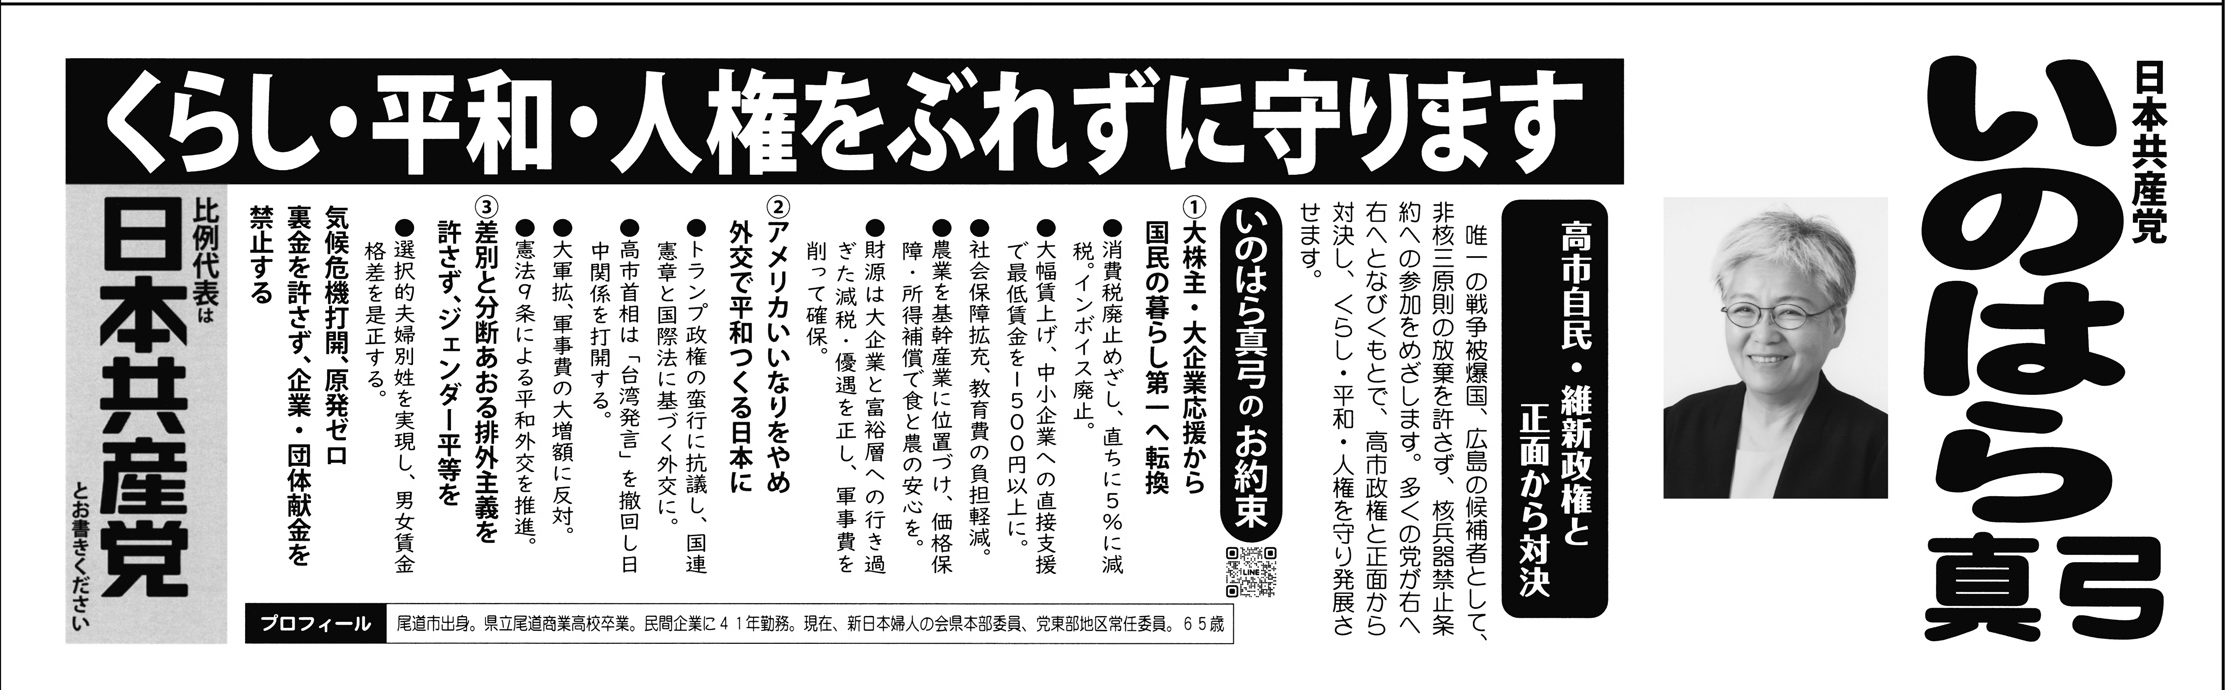 日本共産党
いのはら真弓
くらし・平和・人権をぶれずに守ります
高市自民・維新政権と
正面から対決
唯一の戦争被爆国、広島の候補者として、
非核三原則の放棄を許さず、核兵器禁止条
約への参加をめざします。多くの党が右へ
右へとなびくもとで、高市政権と正面から
対決し、くらし・平和・人権を守り発展さ
せます。
いのはら真弓のお約束
LINE
①大株主・大企業応援から
国民の暮らし第一へ転換
●消費税廃止めざし、直ちに5%に減
税。インボイス廃止。
●大幅賃上げ、中小企業への直接支援
で最低賃金を1500円以上に。
●社会保障拡充、教育費の負担軽減。
●農業を基幹産業に位置づけ、価格保
障・所得補償で食と農の安心を。
●財源は大企業と富裕層への行き過
ぎた減税・優遇を正し、軍事費を
削って確保。
②アメリカいいなりをやめ
外交で平和つくる日本に
●トランプ政権の蛮行に抗議し、国連
憲章と国際法に基づく外交に。
●高市首相は「台湾発言」を撤回し日
中関係を打開する。
●大軍拡、軍事費の大増額に反対。
●憲法9条による平和外交を推進。
③差別と分断あおる排外主義を
許さず、ジェンダー平等を
●選択的夫婦別姓を実現し、男女賃金
格差を是正する。
気候危機打開、原発ゼロ
裏金を許さず、企業・団体献金を
禁止する
プロフィール
尾道市出身。県立尾道商業高校卒業。民間企業に41年勤務。現在、新日本婦人の会県本部委員、党東部地区常任委員。65歳
比例代表は
日本共産党
とお書きください